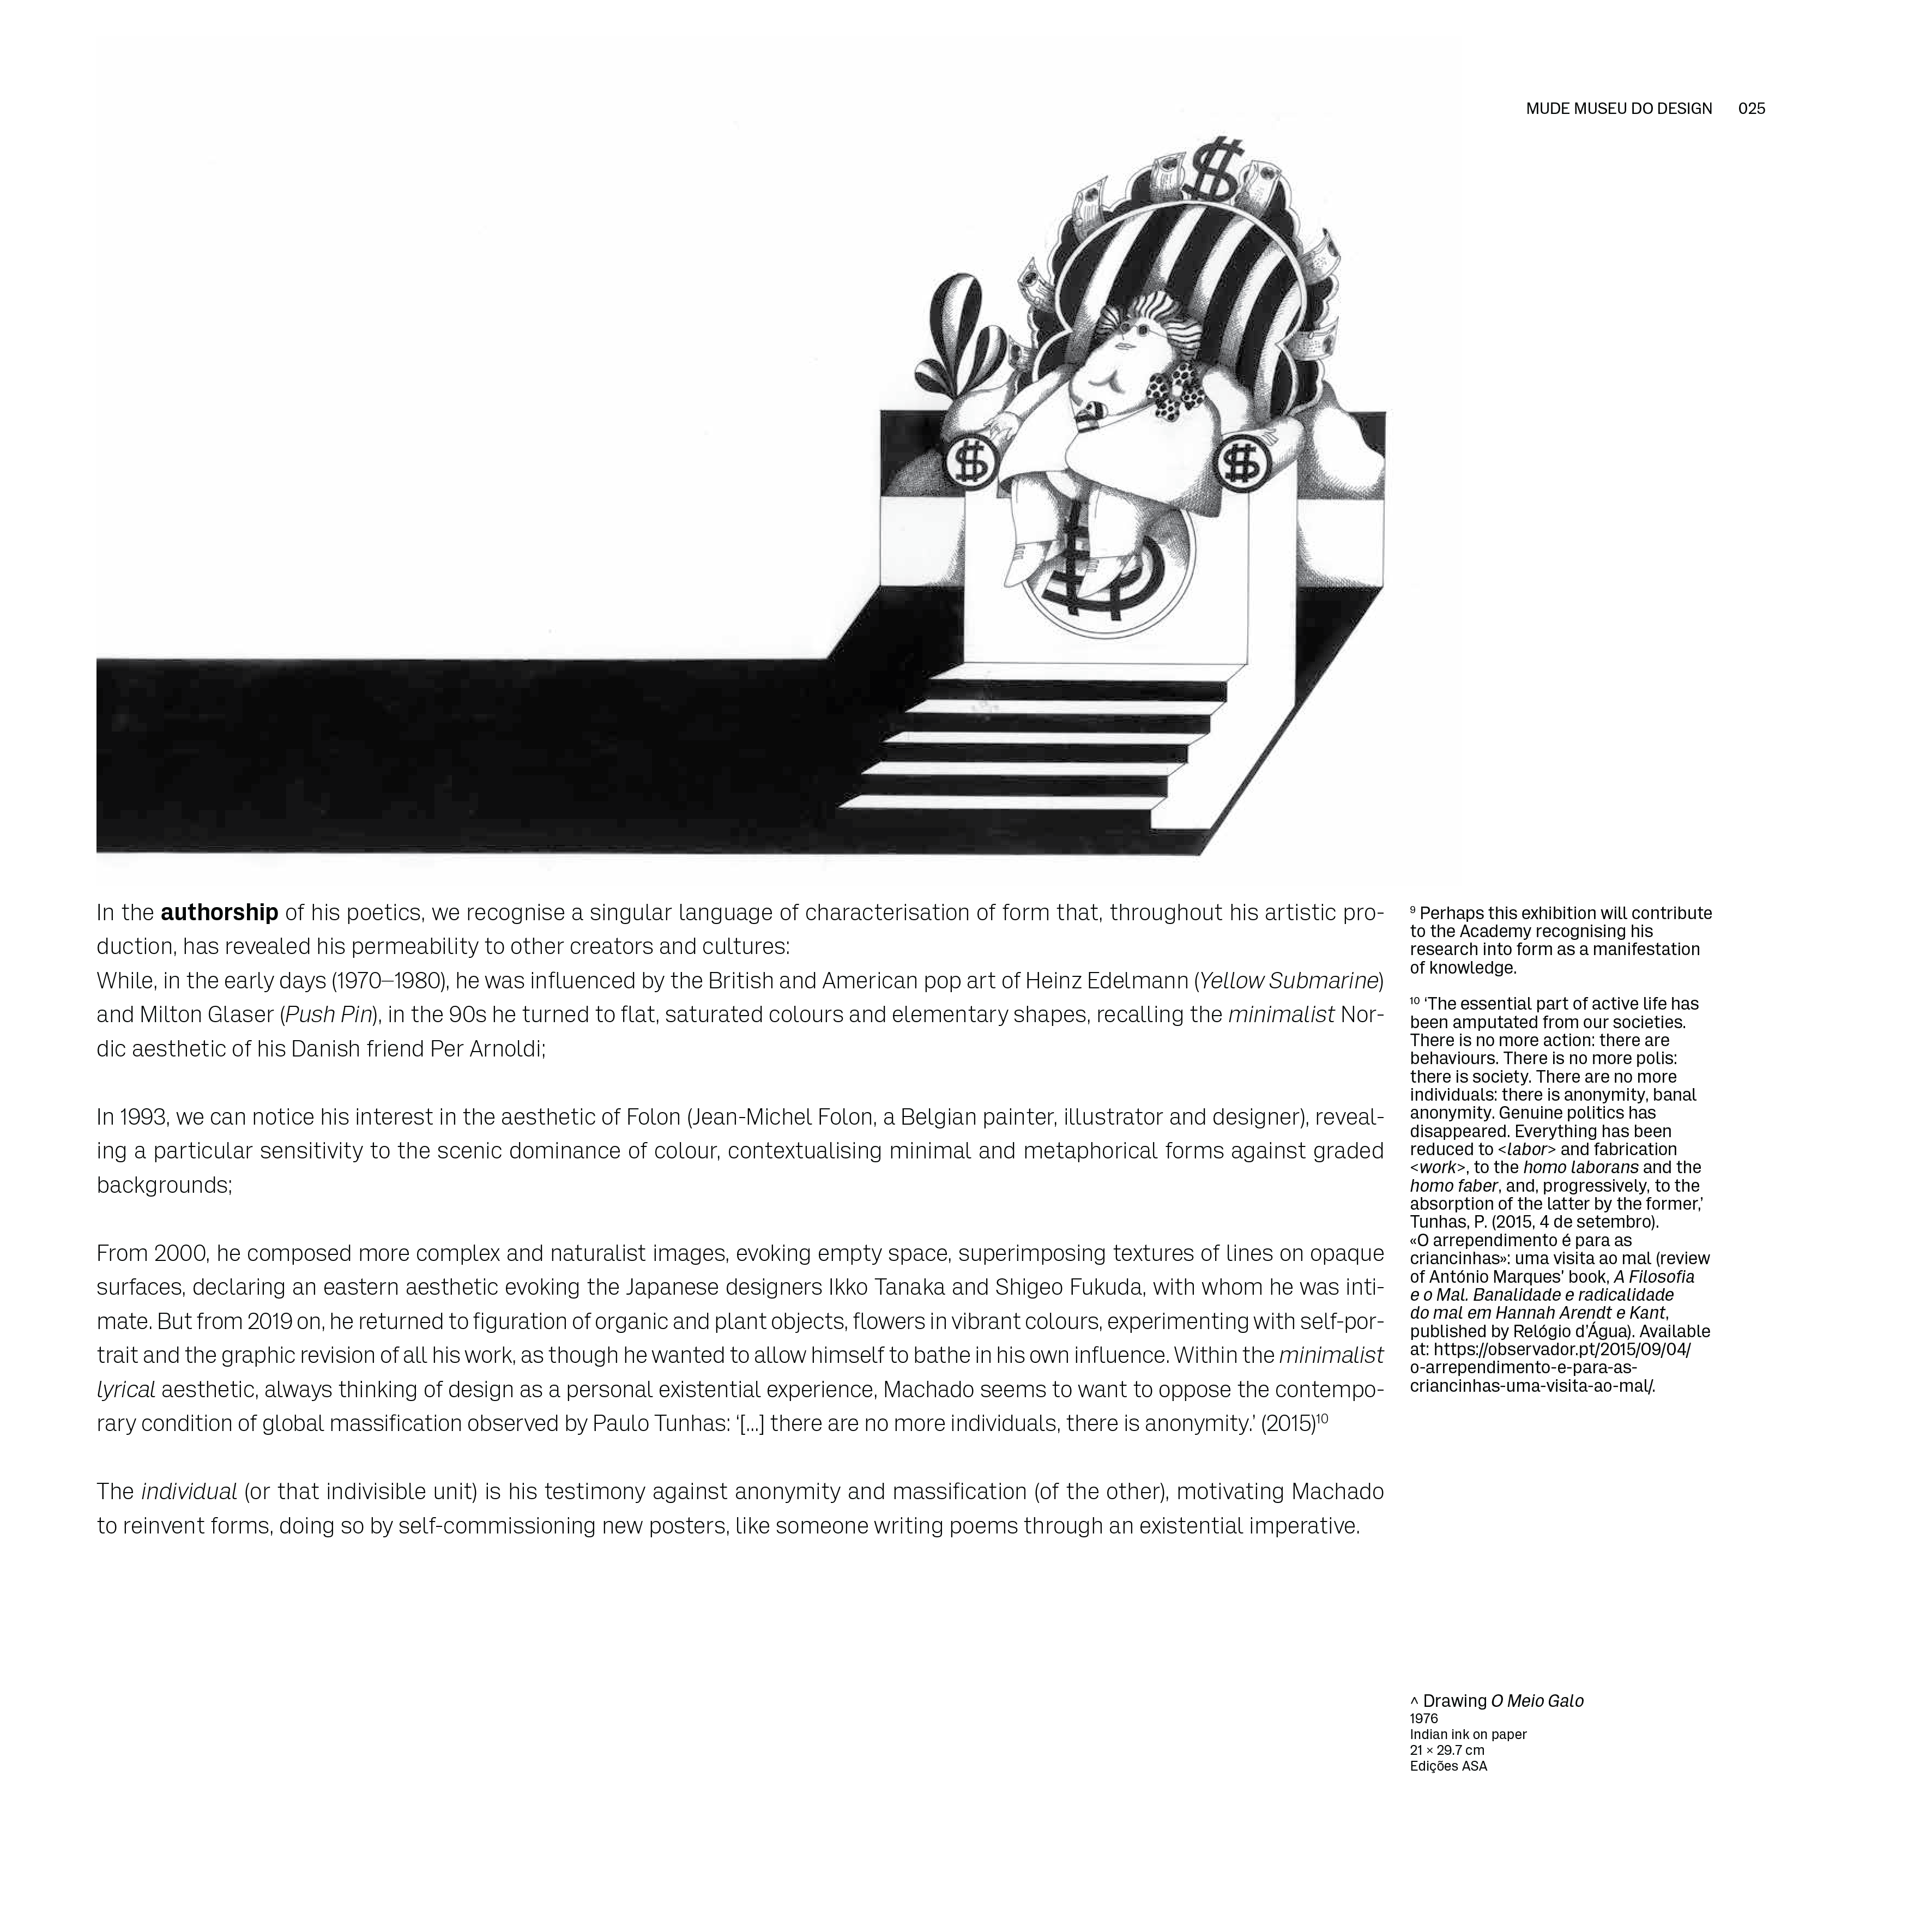 MUDE MUSEU DO DESIGN 025
In the authorship of his poetics, we recognise a singular language of characterisation of form that, throughout his artistic pro-
duction, has revealed his permeability to other creators and cultures:
While, in the early days (1970–1980), he was influenced by the British and American pop art of Heinz Edelmann (Yellow Submarine)
and Milton Glaser (Push Pin), in the 90s he turned to flat, saturated colours and elementary shapes, recalling the minimalist Nor-
dic aesthetic of his Danish friend Per Arnoldi;
In 1993, we can notice his interest in the aesthetic of Folon (Jean-Michel Folon, a Belgian painter, illustrator and designer), reveal-
ing a particular sensitivity to the scenic dominance of colour, contextualising minimal and metaphorical forms against graded
backgrounds;
From 2000, he composed more complex and naturalist images, evoking empty space, superimposing textures of lines on opaque
surfaces, declaring an eastern aesthetic evoking the Japanese designers Ikko Tanaka and Shigeo Fukuda, with whom he was inti-
mate. But from 2019 on, he returned to figuration of organic and plant objects, flowers in vibrant colours, experimenting with self-por-
trait and the graphic revision of all his work, as though he wanted to allow himself to bathe in his own influence. Within the minimalist
lyrical aesthetic, always thinking of design as a personal existential experience, Machado seems to want to oppose the contempo-
rary condition of global massification observed by Paulo Tunhas: ‘[...] there are no more individuals, there is anonymity.’ (2015)¹⁰
The individual (or that indivisible unit) is his testimony against anonymity and massification (of the other), motivating Machado
to reinvent forms, doing so by self-commissioning new posters, like someone writing poems through an existential imperative.
⁹ Perhaps this exhibition will contribute
to the Academy recognising his
research into form as a manifestation
of knowledge.
¹⁰ ‘The essential part of active life has
been amputated from our societies.
There is no more action: there are
behaviours. There is no more polis:
there is society. There are no more
individuals: there is anonymity, banal
anonymity. Genuine politics has
disappeared. Everything has been
reduced to <labor> and fabrication
<work>, to the homo laborans and the
homo faber, and, progressively, to the
absorption of the latter by the former,’
Tunhas, P. (2015, 4 de setembro).
«O arrependimento é para as
criancinhas»: uma visita ao mal (review
of António Marques’ book, A Filosofia
e o Mal. Banalidade e radicalidade
do mal em Hannah Arendt e Kant,
published by Relógio d’Água). Available
at: https://observador.pt/2015/09/04/
o-arrependimento-e-para-as-
criancinhas-uma-visita-ao-mal/.
^ Drawing O Meio Galo
1976
Indian ink on paper
21 × 29.7 cm
Edições ASA